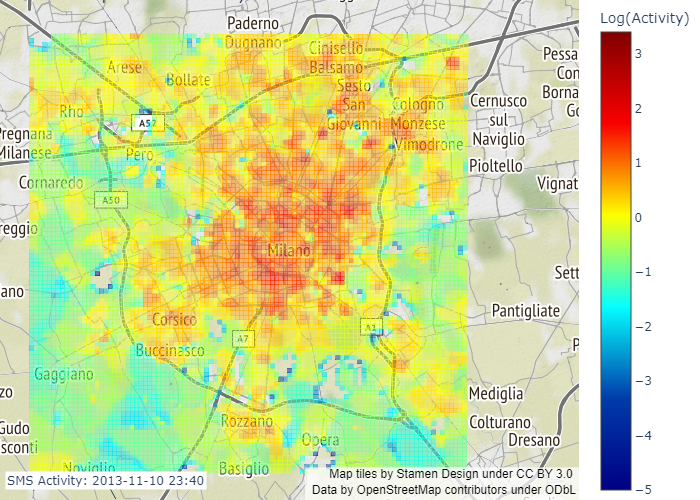 Log(Activity)
3
2
1
0
−1
−2
−3
−4
−5
Paderno
Dugnano
Cinisello
Balsamo
Pessa
Con
Arese
Bollate
Sesto
San
Giovanni
Borna
Go
Rho
A52
Cologno
Monzese
Cernusco
sul
Naviglio
Pregnana
Milanese
Pero
Vimodrone
Pioltello
Cornaredo
Vignat
A50
reggio
Milano
Sett
ano
Pantigliate
Corsico
A1
A7
Buccinasco
P
Gaggiano
zo
Mediglia
Rozzano
Colturano
Gudo
sconti
Opera
Dresano
Noviglio
Basiglio
SMS Activity: 2013-11-10 23:40
Map tiles by Stamen Design under CC BY 3.0
Data by OpenStreetMap contributors under ODbL